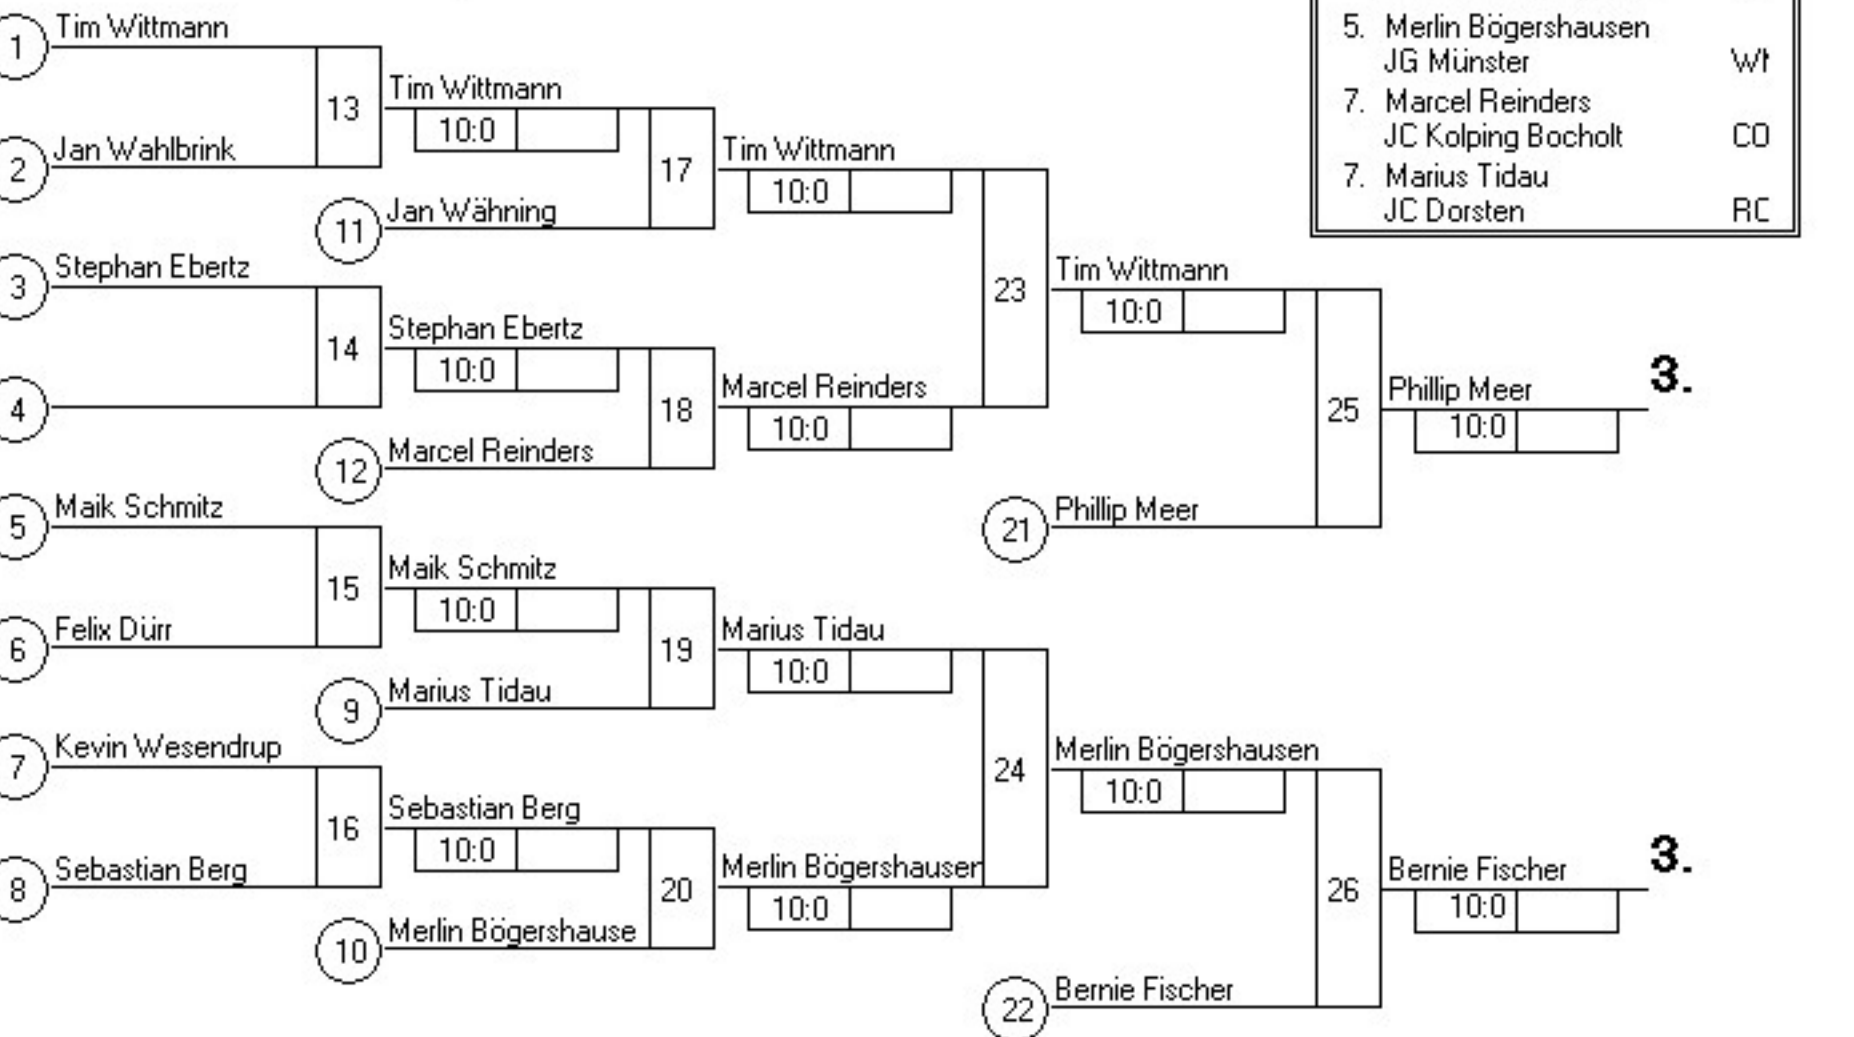 1 Tim Wittmann
2 Jan Wahlbrink
13
Tim Wittmann
10:0
11 Jan Wähning
17
Tim Wittmann
10:0
3 Stephan Ebertz
4
14
Stephan Ebertz
10:0
12 Marcel Reinders
18
Marcel Reinders
10:0
23
Tim Wittmann
10:0
21 Phillip Meer
25
Phillip Meer 3.
10:0
5 Maik Schmitz
6 Felix Dürr
15
Maik Schmitz
10:0
9 Marius Tidau
19
Marius Tidau
10:0
7 Kevin Wesendrup
8 Sebastian Berg
16
Sebastian Berg
10:0
10 Merlin Bögershause
20
Merlin Bögershausen
10:0
24
Merlin Bögershausen
10:0
22 Bernie Fischer
26
Bernie Fischer 3.
10:0
5. Merlin Bögershausen
JG Münster
7. Marcel Reinders
JC Kolping Bocholt CO
7. Marius Tidau
JC Dorsten